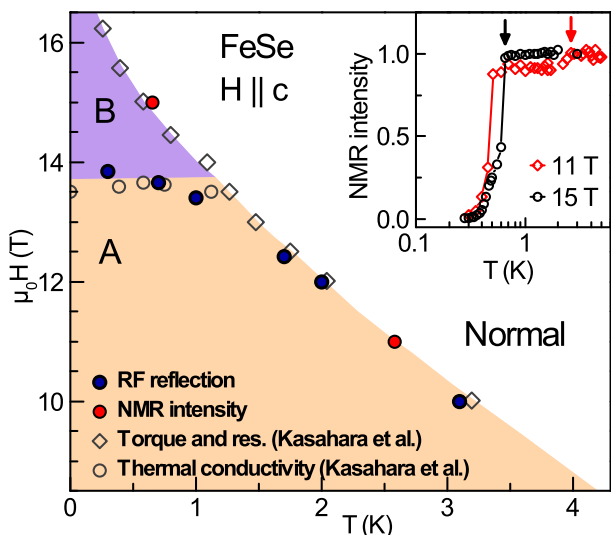 FeSe
H || c
B
A
Normal
μ₀H (T)
16
14
12
10
0
1
2
3
4
T (K)
RF reflection
NMR intensity
Torque and res. (Kasahara et al.)
Thermal conductivity (Kasahara et al.)
NMR intensity
1.0
0.5
0.0
0.1
1
T (K)
11 T
15 T